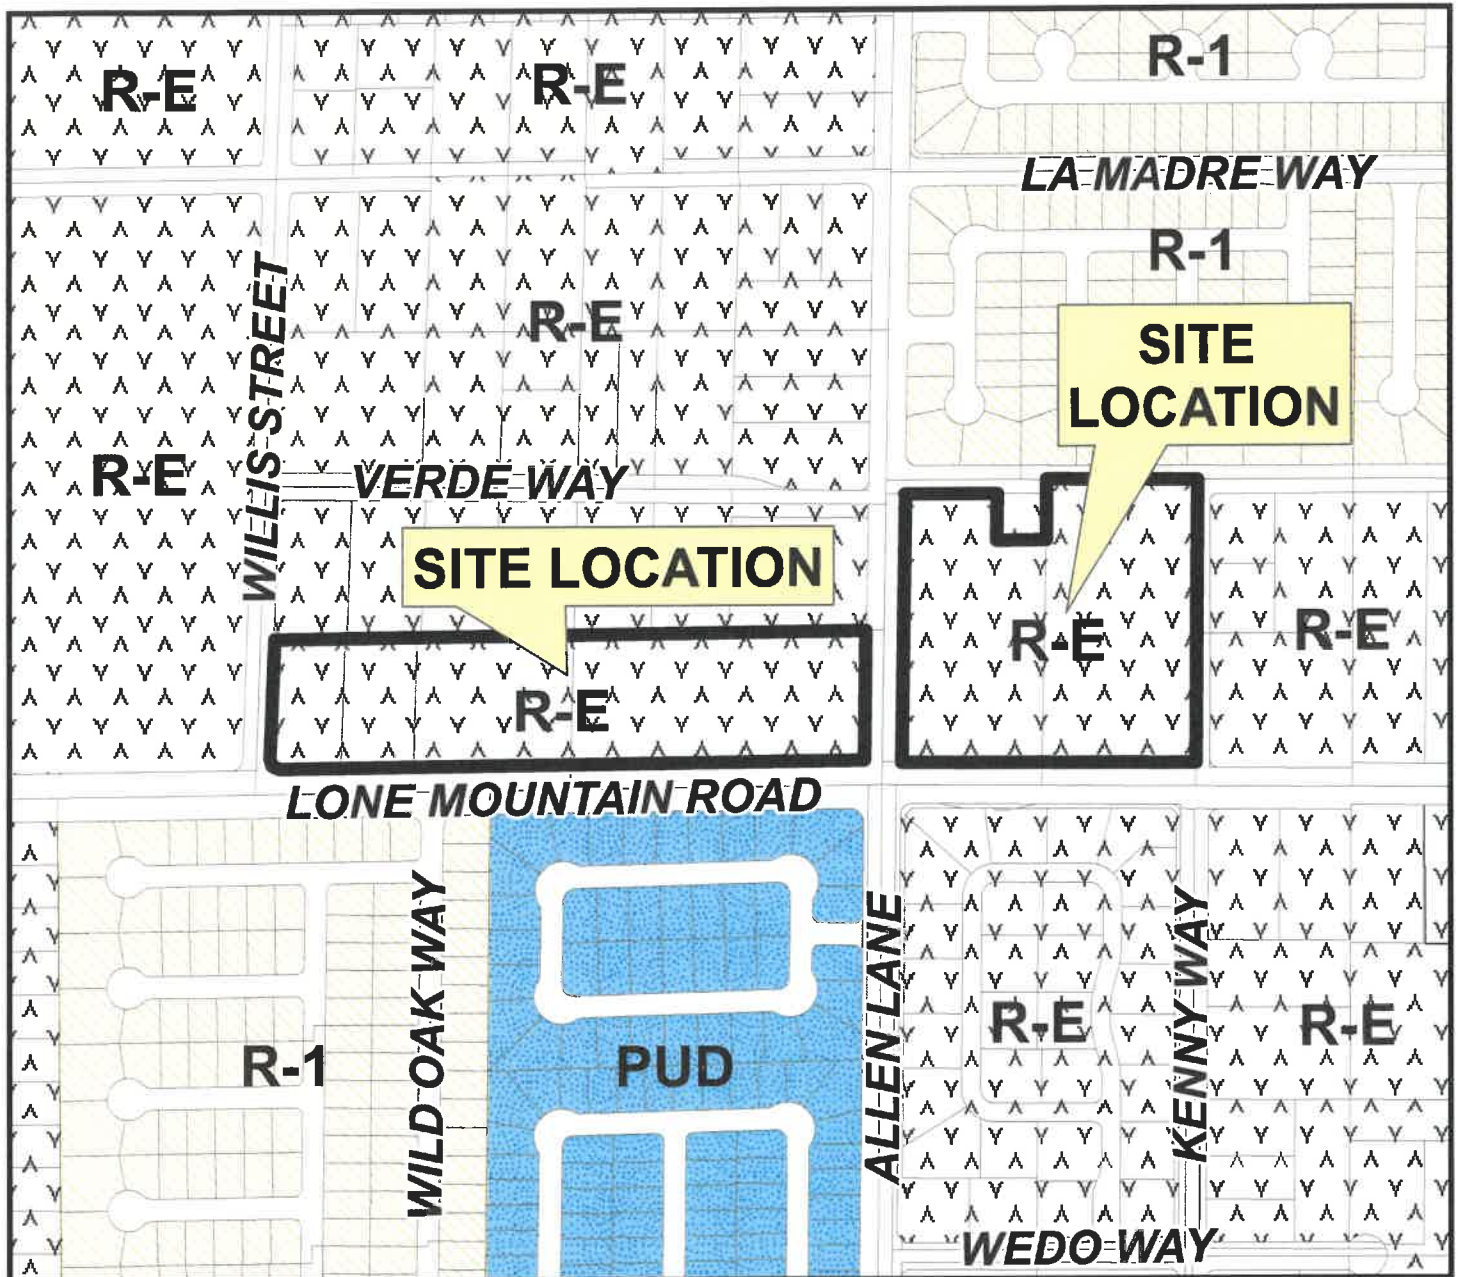 R-E
R-E
R-1
LA MADRE WAY
R-1
R-E
SITE
LOCATION
WILLIS STREET
R-E
VERDE WAY
SITE LOCATION
R-E
R-E
R-E
LONE MOUNTAIN ROAD
WILD OAK WAY
ALLEN LANE
KENNY WAY
R-E
R-E
R-1
PUD
WEDO WAY